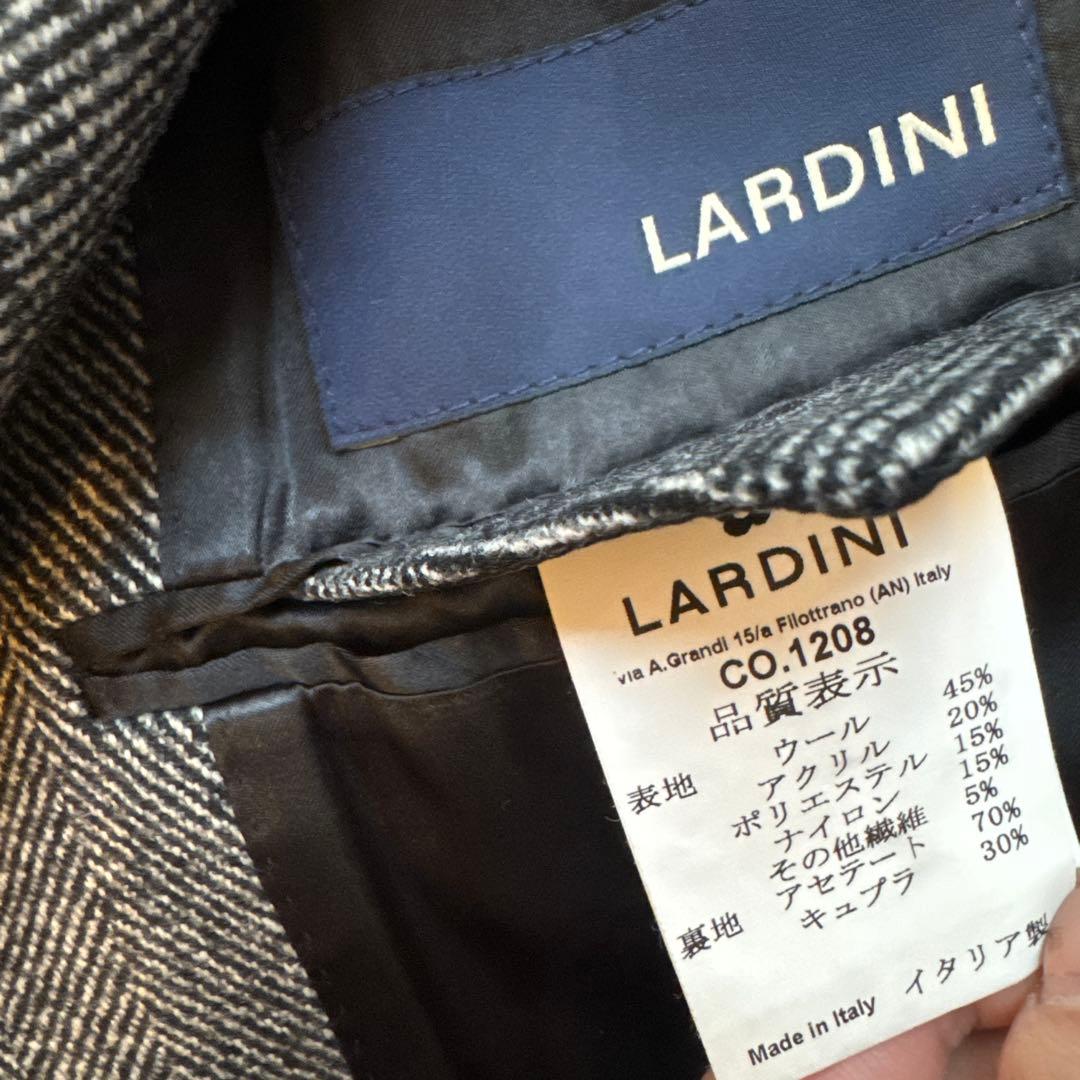 LARDINI
LARDINI
via A.Grandi 15/a Filottrano (AN) Italy
CO.1208
品質表示
表地 ウール 45%
アクリル 20%
ポリエステル 15%
ナイロン 15%
その他繊維 5%
裏地 アセテート 70%
キュプラ 30%
Made in Italy イタリア製